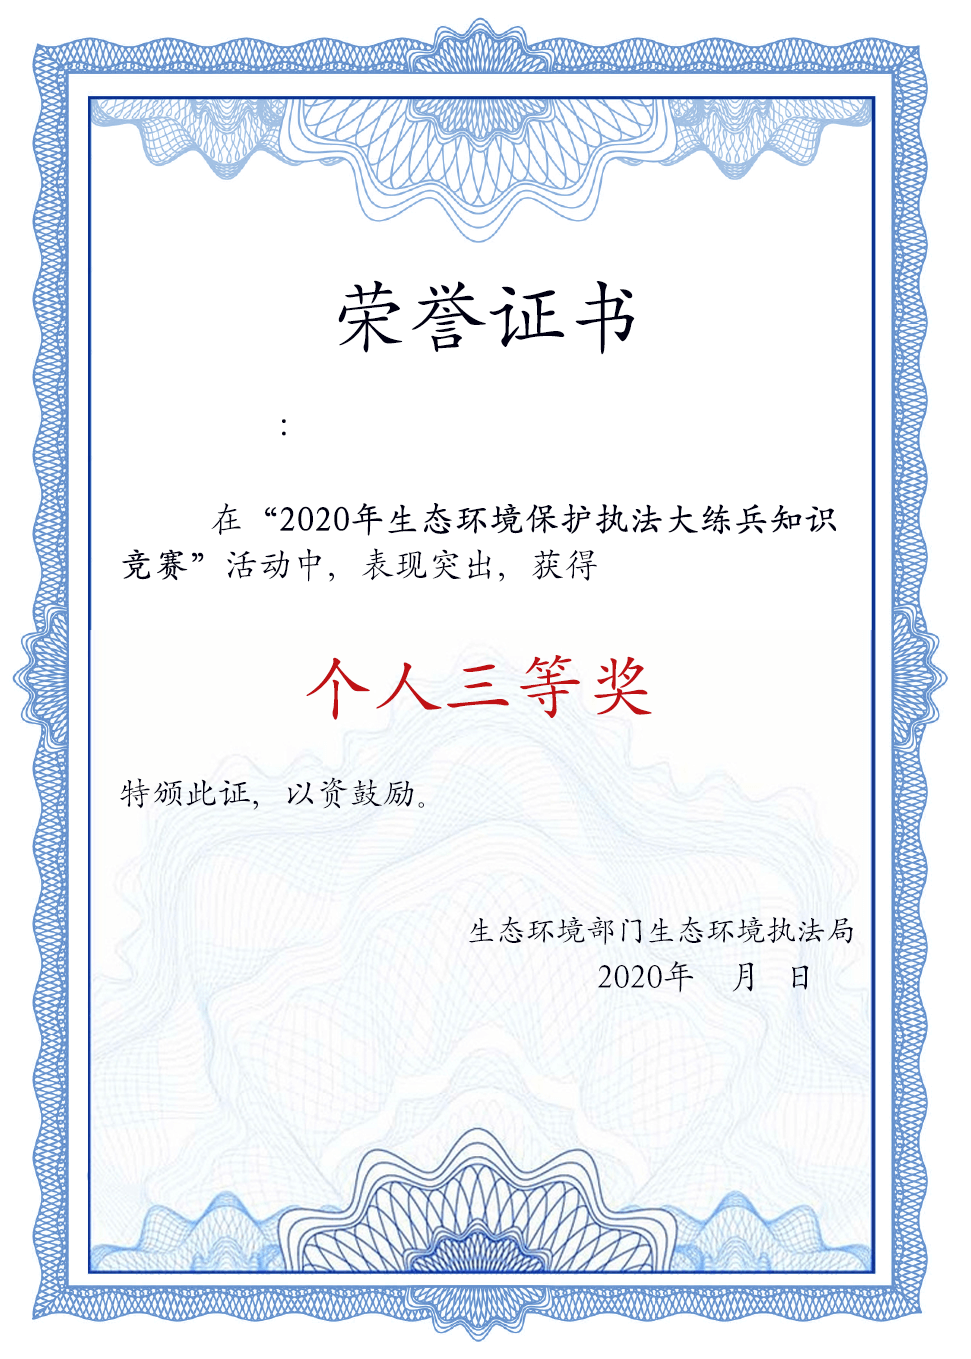 荣誉证书
：
在“2020年生态环境保护执法大练兵知识
竞赛”活动中，表现突出，获得
个人三等奖
特颁此证，以资鼓励。
生态环境部门生态环境执法局
2020年 月 日